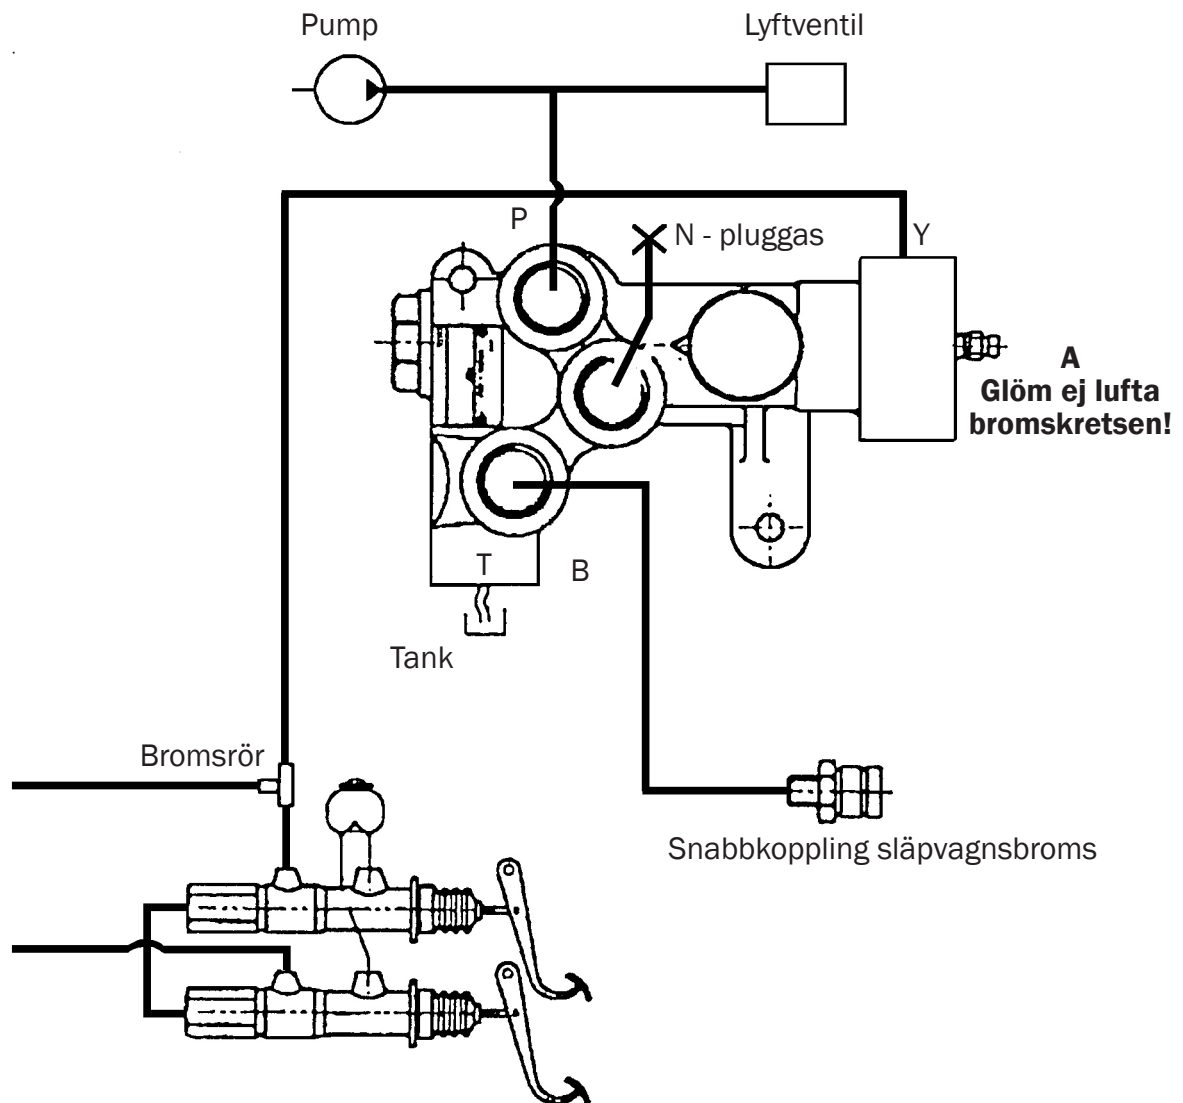 Pump
Lyftventil
P
N - pluggas
Y
A
Glöm ej lufta
bromskretsen!
T
B
Tank
Bromsrör
Snabbkoppling släpvagnsbroms